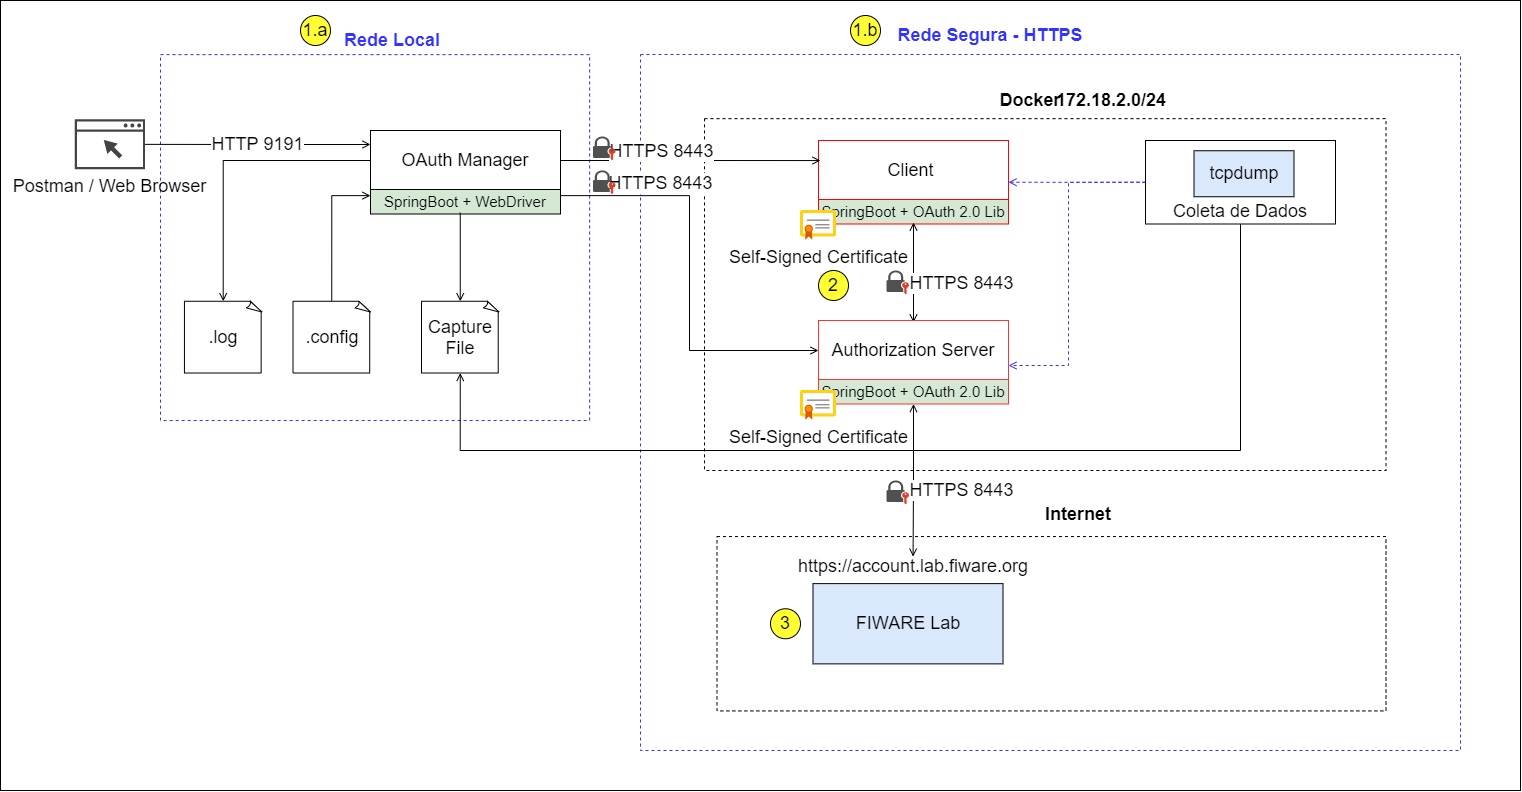 1.a
Rede Local
1.b
Rede Segura - HTTPS
Docker172.18.2.0/24
HTTP 9191
Postman / Web Browser
OAuth Manager
SpringBoot + WebDriver
HTTPS 8443
HTTPS 8443
Client
SpringBoot + OAuth 2.0 Lib
tcpdump
Coleta de Dados
Self-Signed Certificate
2
HTTPS 8443
.log
.config
Capture
File
Authorization Server
SpringBoot + OAuth 2.0 Lib
Self-Signed Certificate
HTTPS 8443
Internet
https://account.lab.fiware.org
3
FIWARE Lab